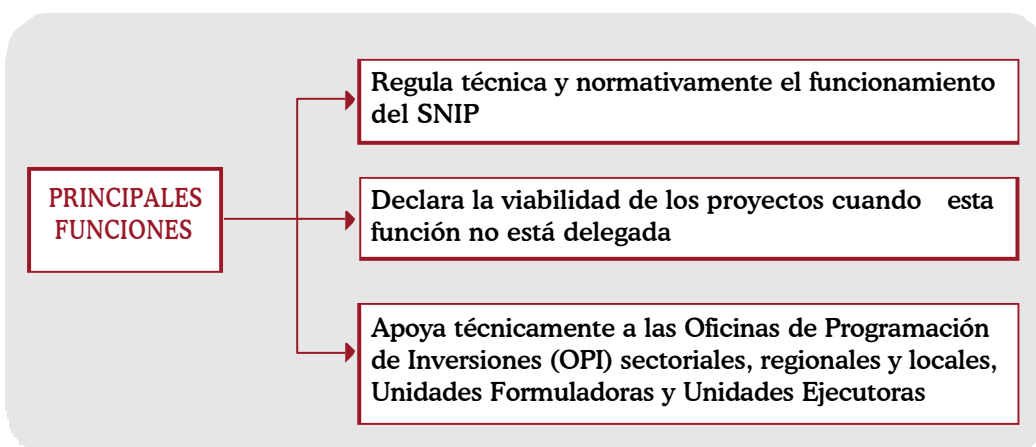 PRINCIPALES
FUNCIONES
Regula técnica y normativamente el funcionamiento
del SNIP
Declara la viabilidad de los proyectos cuando esta
función no está delegada
Apoya técnicamente a las Oficinas de Programación
de Inversiones (OPI) sectoriales, regionales y locales,
Unidades Formuladoras y Unidades Ejecutoras